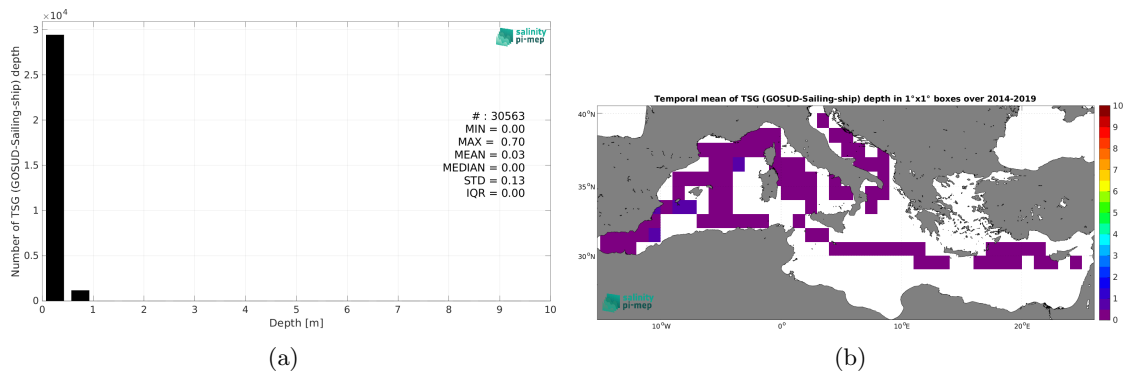 ×10⁴
3
2.5
2
1.5
1
0.5
0
Number of TSG (GOSUD-Sailing-ship) depth
salinity
pi-mep
# : 30563
MIN = 0.00
MAX = 0.70
MEAN = 0.03
MEDIAN = 0.00
STD = 0.13
IQR = 0.00
0 1 2 3 4 5 6 7 8 9 10
Depth [m]
(a)
Temporal mean of TSG (GOSUD-Sailing-ship) depth in 1°x1° boxes over 2014-2019
40°N
35°N
30°N
10°W 0° 10°E 20°E
salinity
pi-mep
10
9
8
7
6
5
4
3
2
1
0
(b)